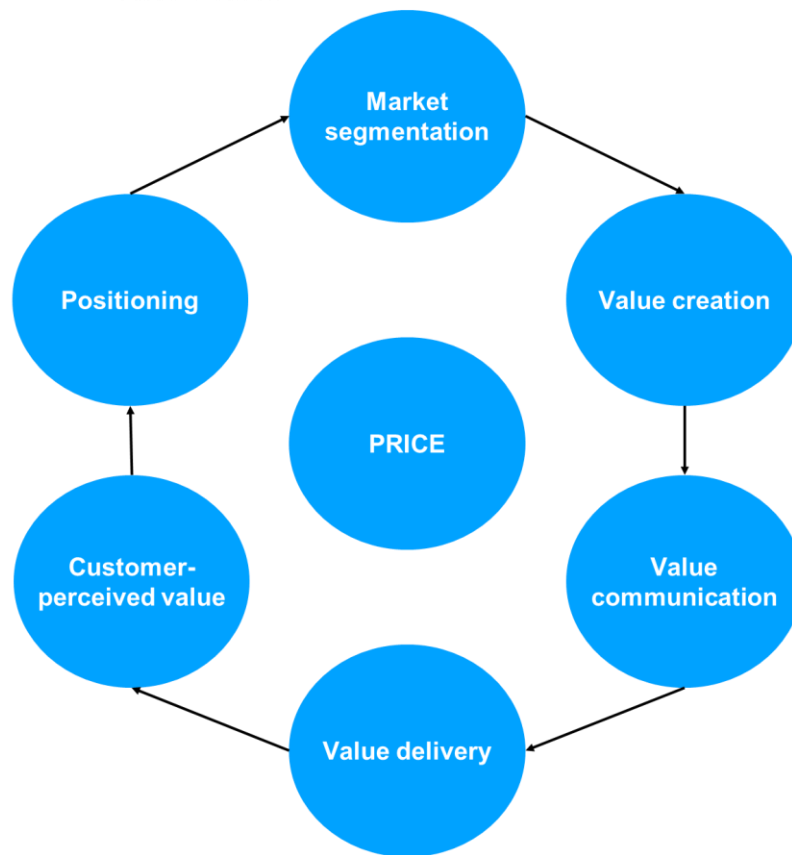 Market
segmentation
Positioning
Value creation
PRICE
Customer-
perceived value
Value
communication
Value delivery